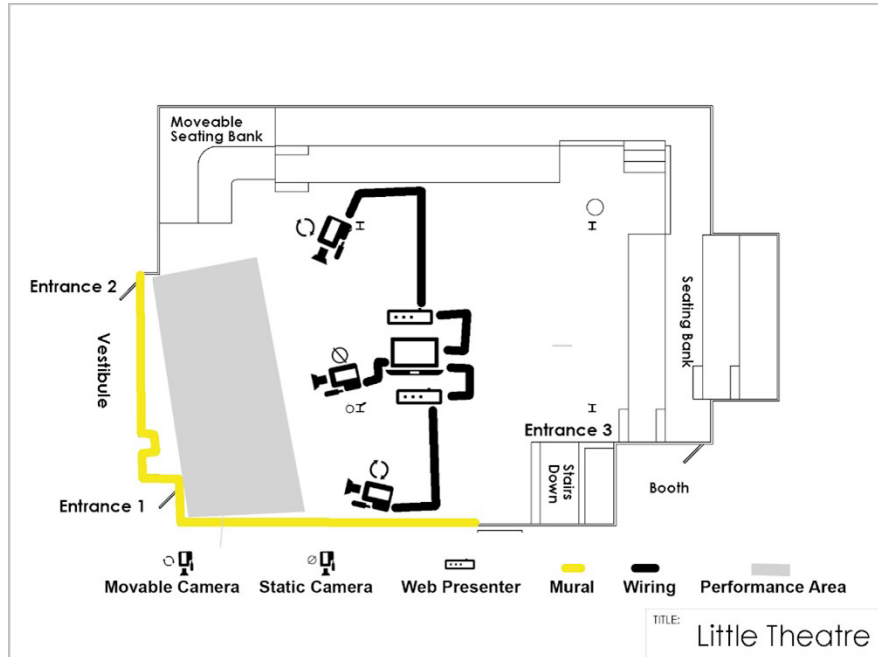 Moveable
Seating Bank
Entrance 2
Vestibule
Seating Bank
Entrance 3
Entrance 1
Stairs
Down
Booth
Movable Camera
Static Camera
Web Presenter
Mural
Wiring
Performance Area
TITLE:
Little Theatre